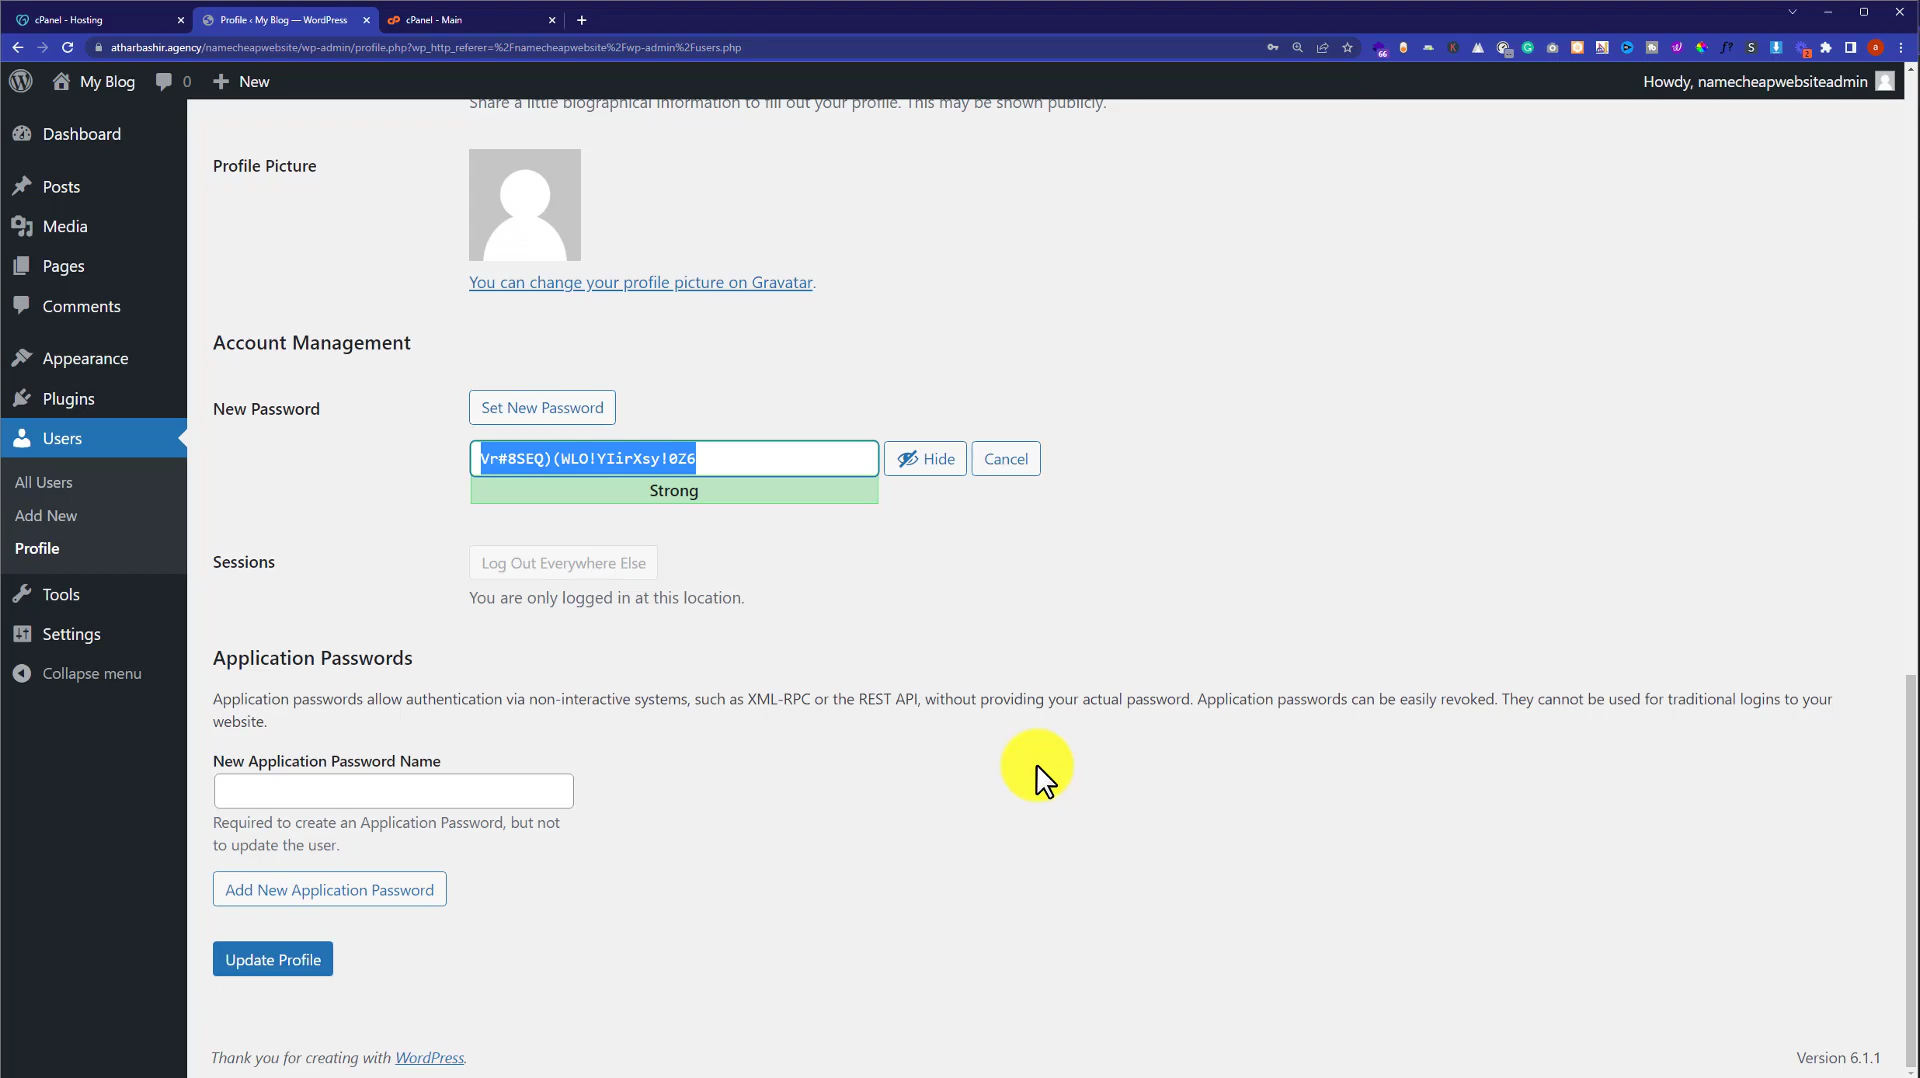 cPanel - Hosting
Profile ‹ My Blog — WordPress
cPanel - Main
atharbashir.agency/namecheapwebsite/wp-admin/profile.php?wp_http_referer=%2Fnamecheapwebsite%2Fwp-admin%2Fusers.php
My Blog
0
New
Howdy, namecheapwebsiteadmin
Dashboard
Posts
Media
Pages
Comments
Appearance
Plugins
Users
All Users
Add New
Profile
Tools
Settings
Collapse menu
Share a little biographical information to fill out your profile. This may be shown publicly.
Profile Picture
You can change your profile picture on Gravatar.
Account Management
New Password
Set New Password
Vr#8SEQ)(WLO!YIirXsy!0Z6
Hide
Cancel
Strong
Sessions
Log Out Everywhere Else
You are only logged in at this location.
Application Passwords
Application passwords allow authentication via non-interactive systems, such as XML-RPC or the REST API, without providing your actual password. Application passwords can be easily revoked. They cannot be used for traditional logins to your
website.
New Application Password Name
Required to create an Application Password, but not
to update the user.
Add New Application Password
Update Profile
Thank you for creating with WordPress.
Version 6.1.1